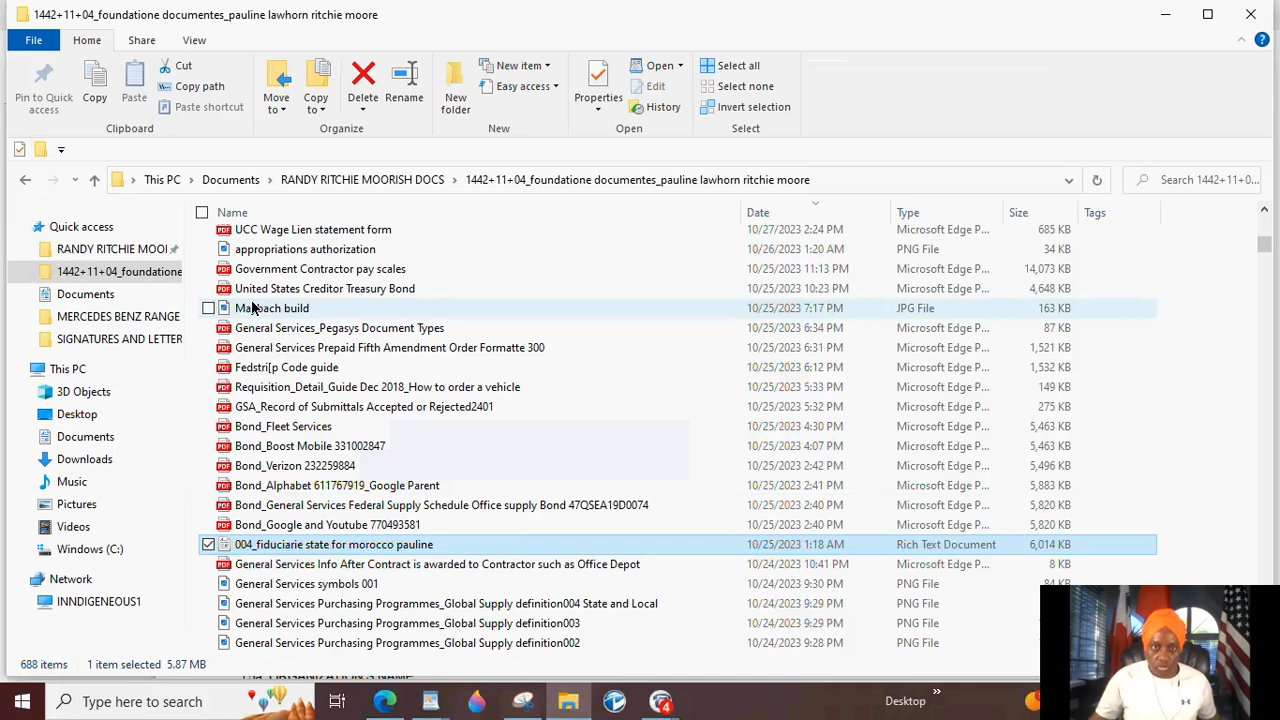 1442+11+04_foundatione documentes_pauline lawhorn ritchie moore
File Home Share View
Pin to Quick access
Copy
Paste
Cut
Copy path
Paste shortcut
Move to
Copy to
Delete
Rename
New folder
New item
Easy access
Properties
Open
Edit
History
Select all
Select none
Invert selection
Clipboard Organize New Open Select
This PC Documents RANDY RITCHIE MOORISH DOCS 1442+11+04_foundatione documentes_pauline lawhorn ritchie moore
Search 1442+11+0...
Quick access
RANDY RITCHIE MOOI
1442+11+04_foundatione
Documents
MERCEDES BENZ RANGE
SIGNATURES AND LETTER
This PC
3D Objects
Desktop
Documents
Downloads
Music
Pictures
Videos
Windows (C:)
Network
INNDIGENEOUS1
Name Date Type Size Tags
UCC Wage Lien statement form 10/27/2023 2:24 PM Microsoft Edge P... 685 KB
appropriations authorization 10/26/2023 1:20 AM PNG File 34 KB
Government Contractor pay scales 10/25/2023 11:13 PM Microsoft Edge P... 14,073 KB
United States Creditor Treasury Bond 10/25/2023 10:23 PM Microsoft Edge P... 4,648 KB
build 10/25/2023 7:17 PM JPG File 163 KB
General Services_Pegasys Document Types 10/25/2023 6:34 PM Microsoft Edge P... 87 KB
General Services Prepaid Fifth Amendment Order Formatte 300 10/25/2023 6:31 PM Microsoft Edge P... 1,521 KB
Fedstri[p Code guide 10/25/2023 6:12 PM Microsoft Edge P... 1,532 KB
Requisition_Detail_Guide Dec 2018_How to order a vehicle 10/25/2023 5:33 PM Microsoft Edge P... 149 KB
GSA_Record of Submittals Accepted or Rejected2401 10/25/2023 5:32 PM Microsoft Edge P... 275 KB
Bond_Fleet Services 10/25/2023 4:30 PM Microsoft Edge P... 5,463 KB
Bond_Boost Mobile 331002847 10/25/2023 4:07 PM Microsoft Edge P... 5,463 KB
Bond_Verizon 232259884 10/25/2023 2:42 PM Microsoft Edge P... 5,496 KB
Bond_Alphabet 611767919_Google Parent 10/25/2023 2:41 PM Microsoft Edge P... 5,883 KB
Bond_General Services Federal Supply Schedule Office supply Bond 47QSEA19D0074 10/25/2023 2:40 PM Microsoft Edge P... 5,820 KB
Bond_Google and Youtube 770493581 10/25/2023 2:40 PM Microsoft Edge P... 5,820 KB
004_fiduciarie state for morocco pauline 10/25/2023 1:18 AM Rich Text Document 6,014 KB
General Services Info After Contract is awarded to Contractor such as Office Depot 10/24/2023 10:41 PM Microsoft Edge P... 8 KB
General Services symbols 001 10/24/2023 9:30 PM PNG File 84 KB
General Services Purchasing Programmes_Global Supply definition004 State and Local 10/24/2023 9:29 PM PNG File
General Services Purchasing Programmes_Global Supply definition003 10/24/2023 9:29 PM PNG File
General Services Purchasing Programmes_Global Supply definition002 10/24/2023 9:28 PM PNG File
688 items 1 item selected 5.87 MB
Type here to search
4
Desktop